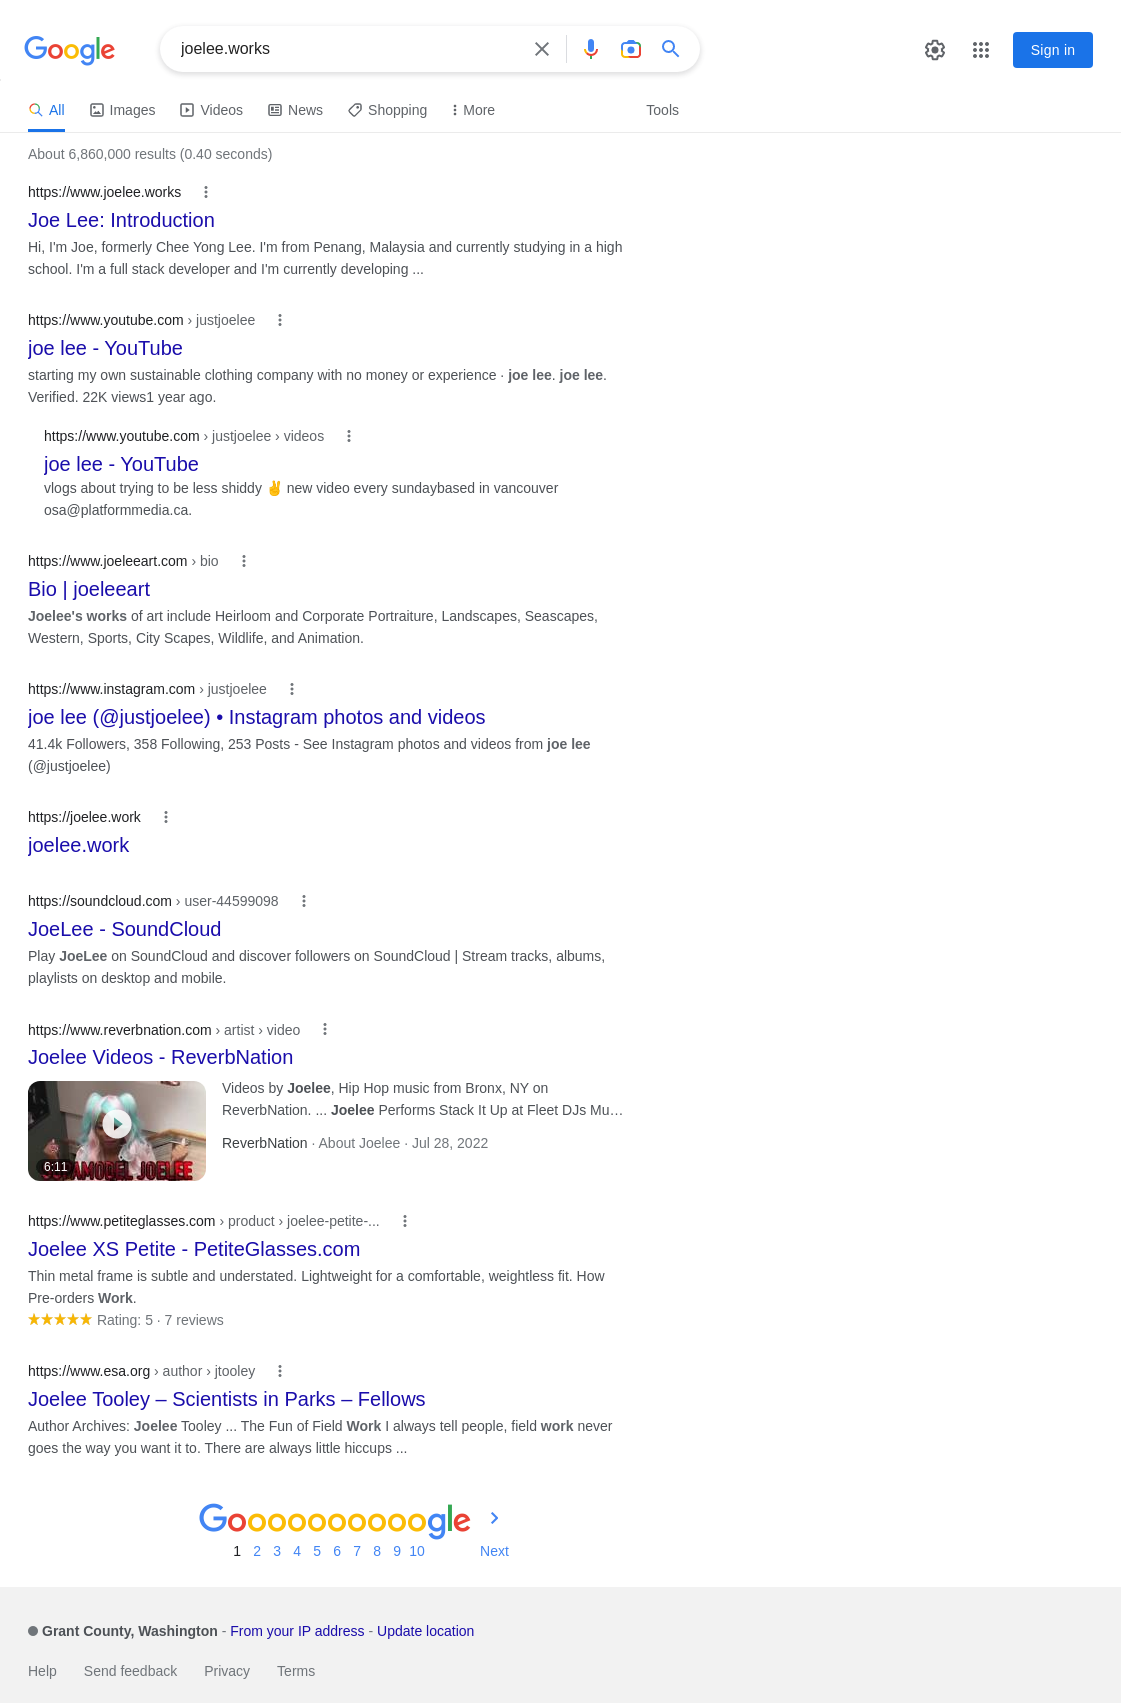 Google
joelee.works
Sign in
All
Images
Videos
News
Shopping
More
Tools
About 6,860,000 results (0.40 seconds)
https://www.joelee.works
Joe Lee: Introduction
Hi, I'm Joe, formerly Chee Yong Lee. I'm from Penang, Malaysia and currently studying in a high
school. I'm a full stack developer and I'm currently developing ...
https://www.youtube.com › justjoelee
joe lee - YouTube
starting my own sustainable clothing company with no money or experience · joe lee. joe lee.
Verified. 22K views1 year ago.
https://www.youtube.com › justjoelee › videos
joe lee - YouTube
vlogs about trying to be less shiddy ✌ new video every sundaybased in vancouver
osa@platformmedia.ca.
https://www.joeleeart.com › bio
Bio | joeleeart
Joelee's works of art include Heirloom and Corporate Portraiture, Landscapes, Seascapes,
Western, Sports, City Scapes, Wildlife, and Animation.
https://www.instagram.com › justjoelee
joe lee (@justjoelee) • Instagram photos and videos
41.4k Followers, 358 Following, 253 Posts - See Instagram photos and videos from joe lee
(@justjoelee)
https://joelee.work
joelee.work
https://soundcloud.com › user-44599098
JoeLee - SoundCloud
Play JoeLee on SoundCloud and discover followers on SoundCloud | Stream tracks, albums,
playlists on desktop and mobile.
https://www.reverbnation.com › artist › video
Joelee Videos - ReverbNation
6:11
JOELEE
Videos by Joelee, Hip Hop music from Bronx, NY on
ReverbNation. ... Joelee Performs Stack It Up at Fleet DJs Mu…
ReverbNation · About Joelee · Jul 28, 2022
https://www.petiteglasses.com › product › joelee-petite-...
Joelee XS Petite - PetiteGlasses.com
Thin metal frame is subtle and understated. Lightweight for a comfortable, weightless fit. How
Pre-orders Work.
Rating: 5 · 7 reviews
https://www.esa.org › author › jtooley
Joelee Tooley – Scientists in Parks – Fellows
Author Archives: Joelee Tooley ... The Fun of Field Work I always tell people, field work never
goes the way you want it to. There are always little hiccups ...
Goooooooooogle
1 2 3 4 5 6 7 8 9 10 Next
Grant County, Washington - From your IP address - Update location
Help Send feedback Privacy Terms